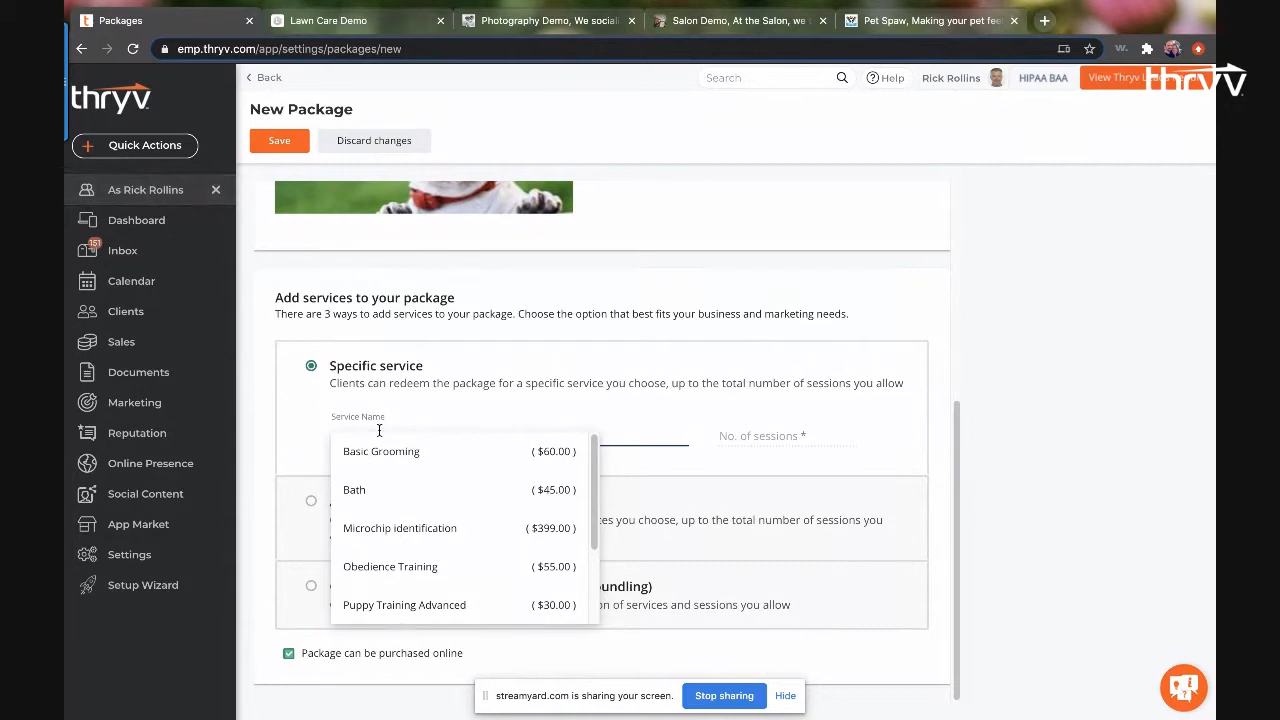 Packages
Lawn Care Demo
Photography Demo, We sociali
Salon Demo, At the Salon, we t
Pet Spaw, Making your pet fee
emp.thryv.com/app/settings/packages/new
thryv
Back
Search
Help
Rick Rollins
HIPAA BAA
View Thryv
thryv
New Package
Save
Discard changes
Quick Actions
As Rick Rollins
Dashboard
151
Inbox
Calendar
Clients
Sales
Documents
Marketing
Reputation
Online Presence
Social Content
App Market
Settings
Setup Wizard
Add services to your package
There are 3 ways to add services to your package. Choose the option that best fits your business and marketing needs.
Specific service
Clients can redeem the package for a specific service you choose, up to the total number of sessions you allow
Service Name
No. of sessions *
Basic Grooming ( $60.00 )
Bath ( $45.00 )
Microchip identification ( $399.00 )
Obedience Training ( $55.00 )
Puppy Training Advanced ( $30.00 )
es you choose, up to the total number of sessions you
undling)
on of services and sessions you allow
Package can be purchased online
streamyard.com is sharing your screen.
Stop sharing
Hide